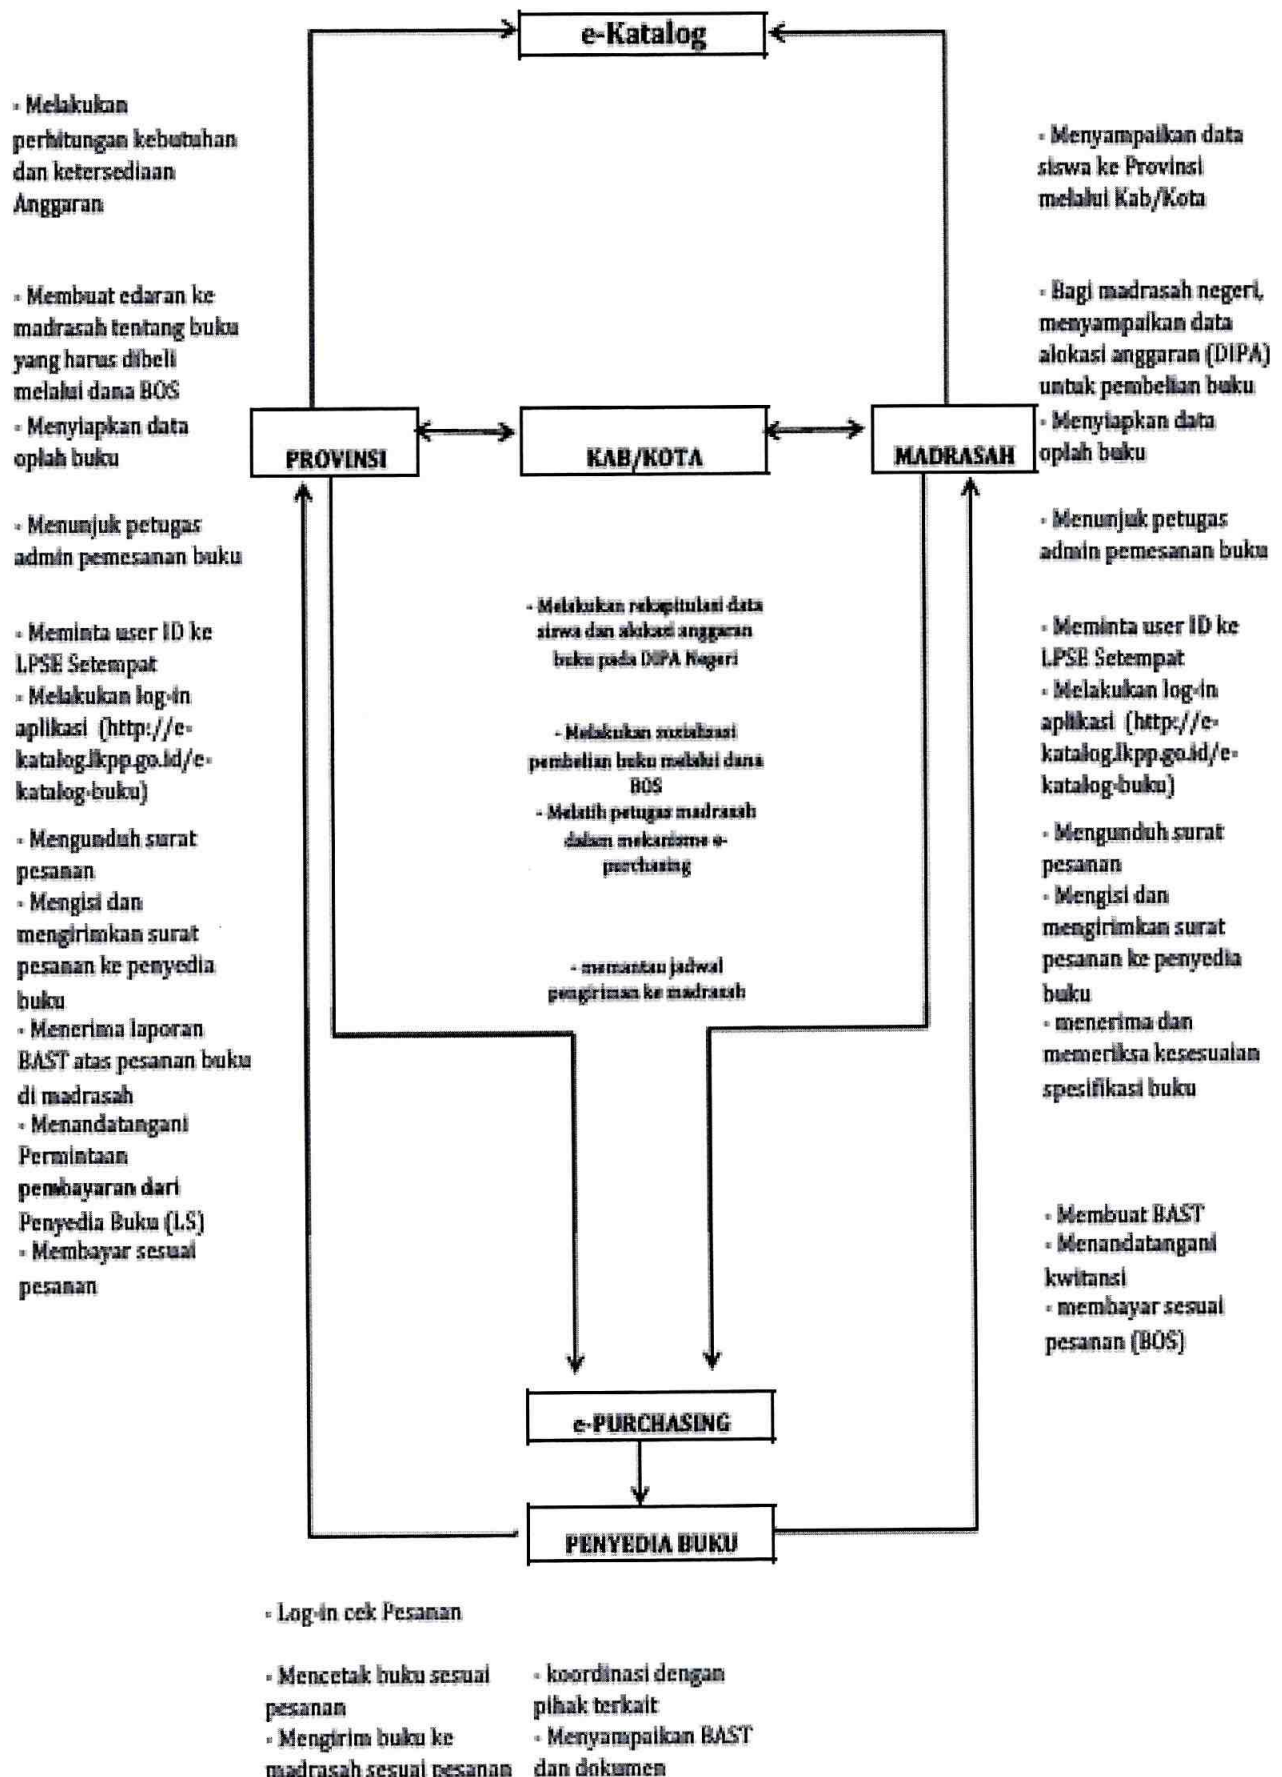 e-Katalog
- Melakukan
perhitungan kebutuhan
dan ketersediaan
Anggaran
- Membuat edaran ke
madrasah tentang buku
yang harus dibeli
melalui dana BOS
- Menyiapkan data
oplah buku
- Menunjuk petugas
admin pemesanan buku
- Meminta user ID ke
LPSE Setempat
- Melakukan log-in
aplikasi (http://e-
katalog.lkpp.go.id/e-
katalog-buku)
- Mengunduh surat
pesanan
- Mengisi dan
mengirimkan surat
pesanan ke penyedia
buku
- Menerima laporan
BAST atas pesanan buku
di madrasah
- Menandatangani
Permintaan
pembayaran dari
Penyedia Buku (LS)
- Membayar sesuai
pesanan
PROVINSI
KAB/KOTA
MADRASAH
- Melakukan rekapitulasi data
siswa dan alokasi anggaran
buku pada DIPA Negeri
- Melakukan sosialisasi
pembelian buku melalui dana
BOS
- Melatih petugas madrasah
dalam mekanisme e-
purchasing
- memantau jadwal
pengiriman ke madrasah
- Menyampaikan data
siswa ke Provinsi
melalui Kab/Kota
- Bagi madrasah negeri,
menyampaikan data
alokasi anggaran (DIPA)
untuk pembelian buku
- Menyiapkan data
oplah buku
- Menunjuk petugas
admin pemesanan buku
- Meminta user ID ke
LPSE Setempat
- Melakukan log-in
aplikasi (http://e-
katalog.lkpp.go.id/e-
katalog-buku)
- Mengunduh surat
pesanan
- Mengisi dan
mengirimkan surat
pesanan ke penyedia
buku
- menerima dan
memeriksa kesesuaian
spesifikasi buku
- Membuat BAST
- Menandatangani
kwitansi
- membayar sesuai
pesanan (BOS)
e-PURCHASING
PENYEDIA BUKU
- Log-in cek Pesanan
- Mencetak buku sesuai
pesanan
- Mengirim buku ke
madrasah sesuai pesanan
- koordinasi dengan
pihak terkait
- Menyampaikan BAST
dan dokumen